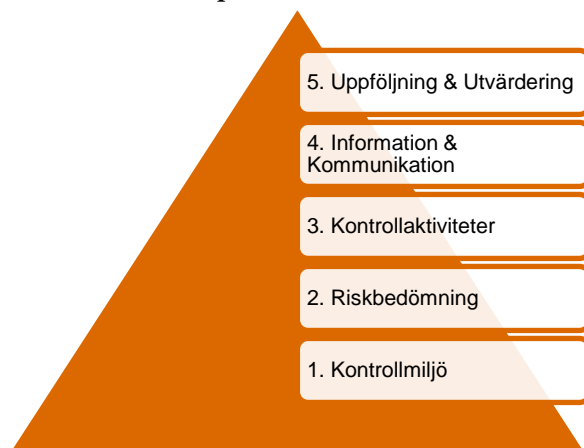 5. Uppföljning & Utvärdering
4. Information &
Kommunikation
3. Kontrollaktiviteter
2. Riskbedömning
1. Kontrollmiljö